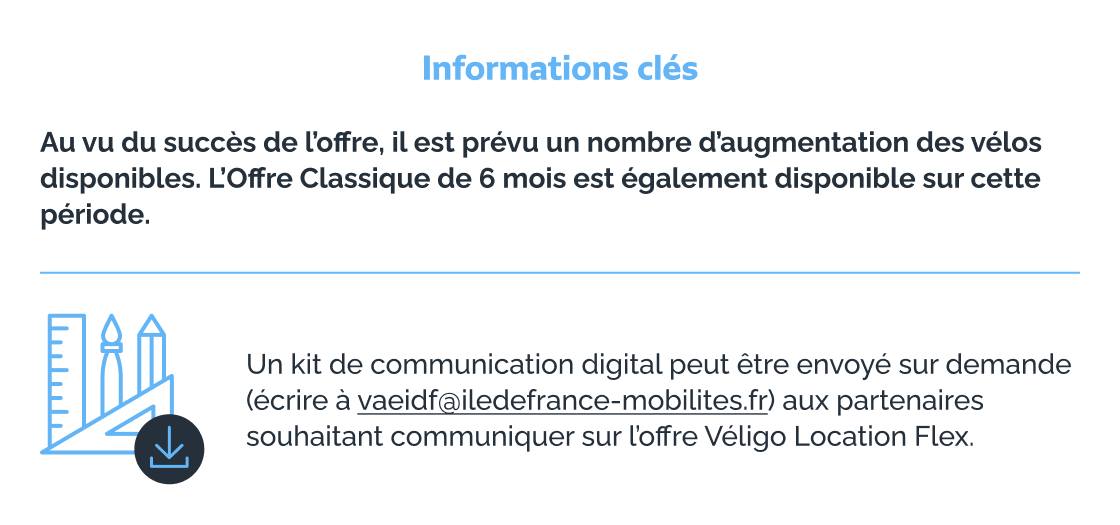 Informations clés
Au vu du succès de l’offre, il est prévu un nombre d’augmentation des vélos
disponibles. L’Offre Classique de 6 mois est également disponible sur cette
période.
Un kit de communication digital peut être envoyé sur demande
(écrire à vaeidf@iledefrance-mobilites.fr) aux partenaires
souhaitant communiquer sur l’offre Véligo Location Flex.